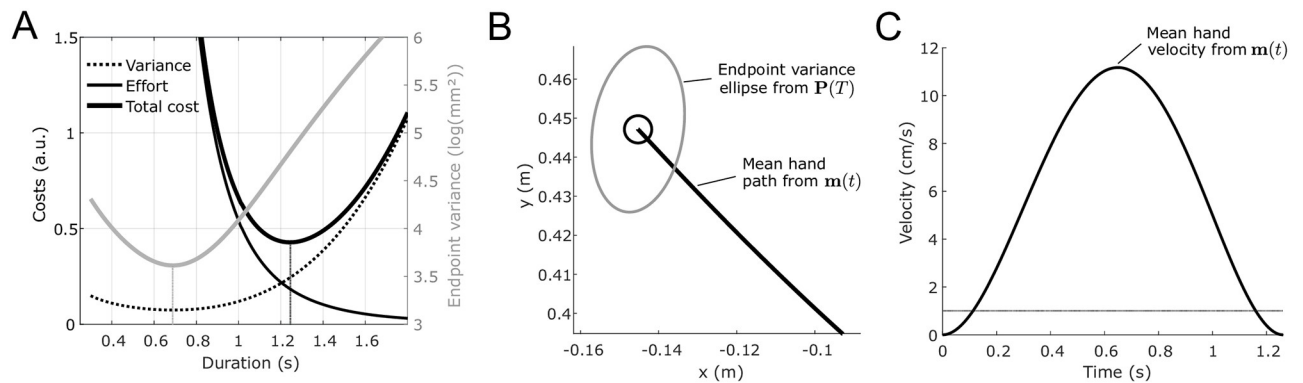 A
1.5
1
0.5
0
Costs (a.u.)
Variance
Effort
Total cost
6
5.5
5
4.5
4
3.5
3
Endpoint variance (log(mm²))
0.4 0.6 0.8 1 1.2 1.4 1.6
Duration (s)
B
0.46
0.45
0.44
0.43
0.42
0.41
0.4
y (m)
Endpoint variance
ellipse from P(T)
Mean hand
path from m(t)
-0.16 -0.14 -0.12 -0.1
x (m)
C
12
10
8
6
4
2
0
Velocity (cm/s)
Mean hand
velocity from m(t)
0 0.2 0.4 0.6 0.8 1 1.2
Time (s)